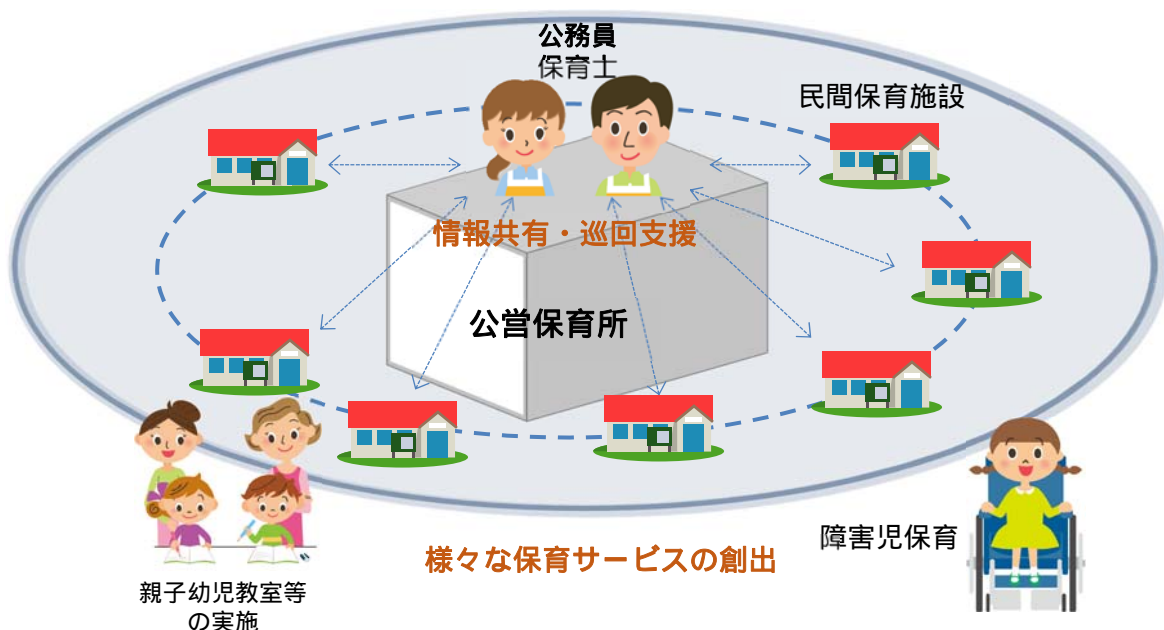 公務員
保育士
民間保育施設
情報共有・巡回支援
公営保育所
障害児保育
様々な保育サービスの創出
親子幼児教室等
の実施